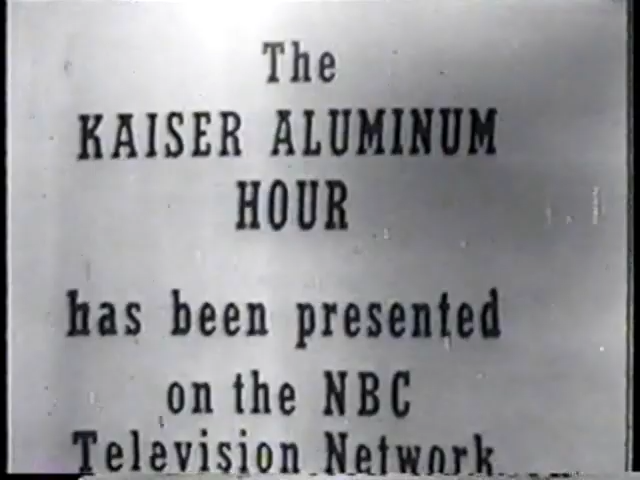 The
KAISER ALUMINUM
HOUR
has been presented
on the NBC
Television Network